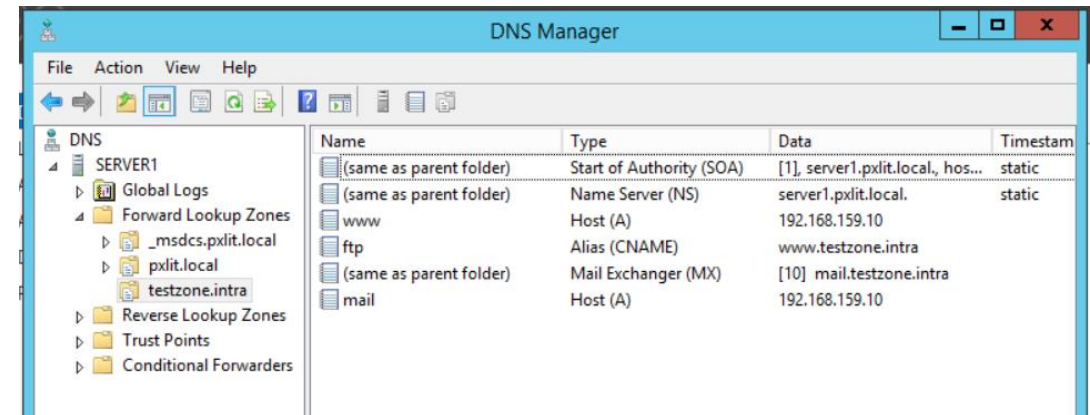 DNS Manager
File Action View Help
DNS
SERVER1
Global Logs
Forward Lookup Zones
_msdcs.pxlit.local
pxlit.local
testzone.intra
Reverse Lookup Zones
Trust Points
Conditional Forwarders
Name Type Data Timestam
(same as parent folder) Start of Authority (SOA) [1], server1.pxlit.local., hos... static
(same as parent folder) Name Server (NS) server1.pxlit.local. static
www Host (A) 192.168.159.10
ftp Alias (CNAME) www.testzone.intra
(same as parent folder) Mail Exchanger (MX) [10] mail.testzone.intra
mail Host (A) 192.168.159.10